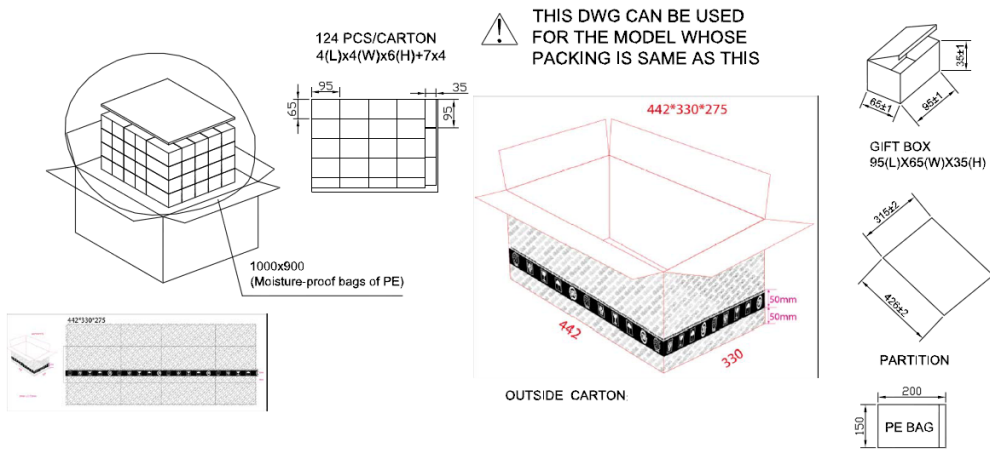 124 PCS/CARTON
4(L)x4(W)x6(H)+7x4
95
35
65
95
1000x900
(Moisture-proof bags of PE)
442*330*275
THIS DWG CAN BE USED
FOR THE MODEL WHOSE
PACKING IS SAME AS THIS
442*330*275
50mm
50mm
442
330
OUTSIDE CARTON
35±1
65±1
95±1
GIFT BOX
95(L)X65(W)X35(H)
315±2
426±2
PARTITION
200
150
PE BAG